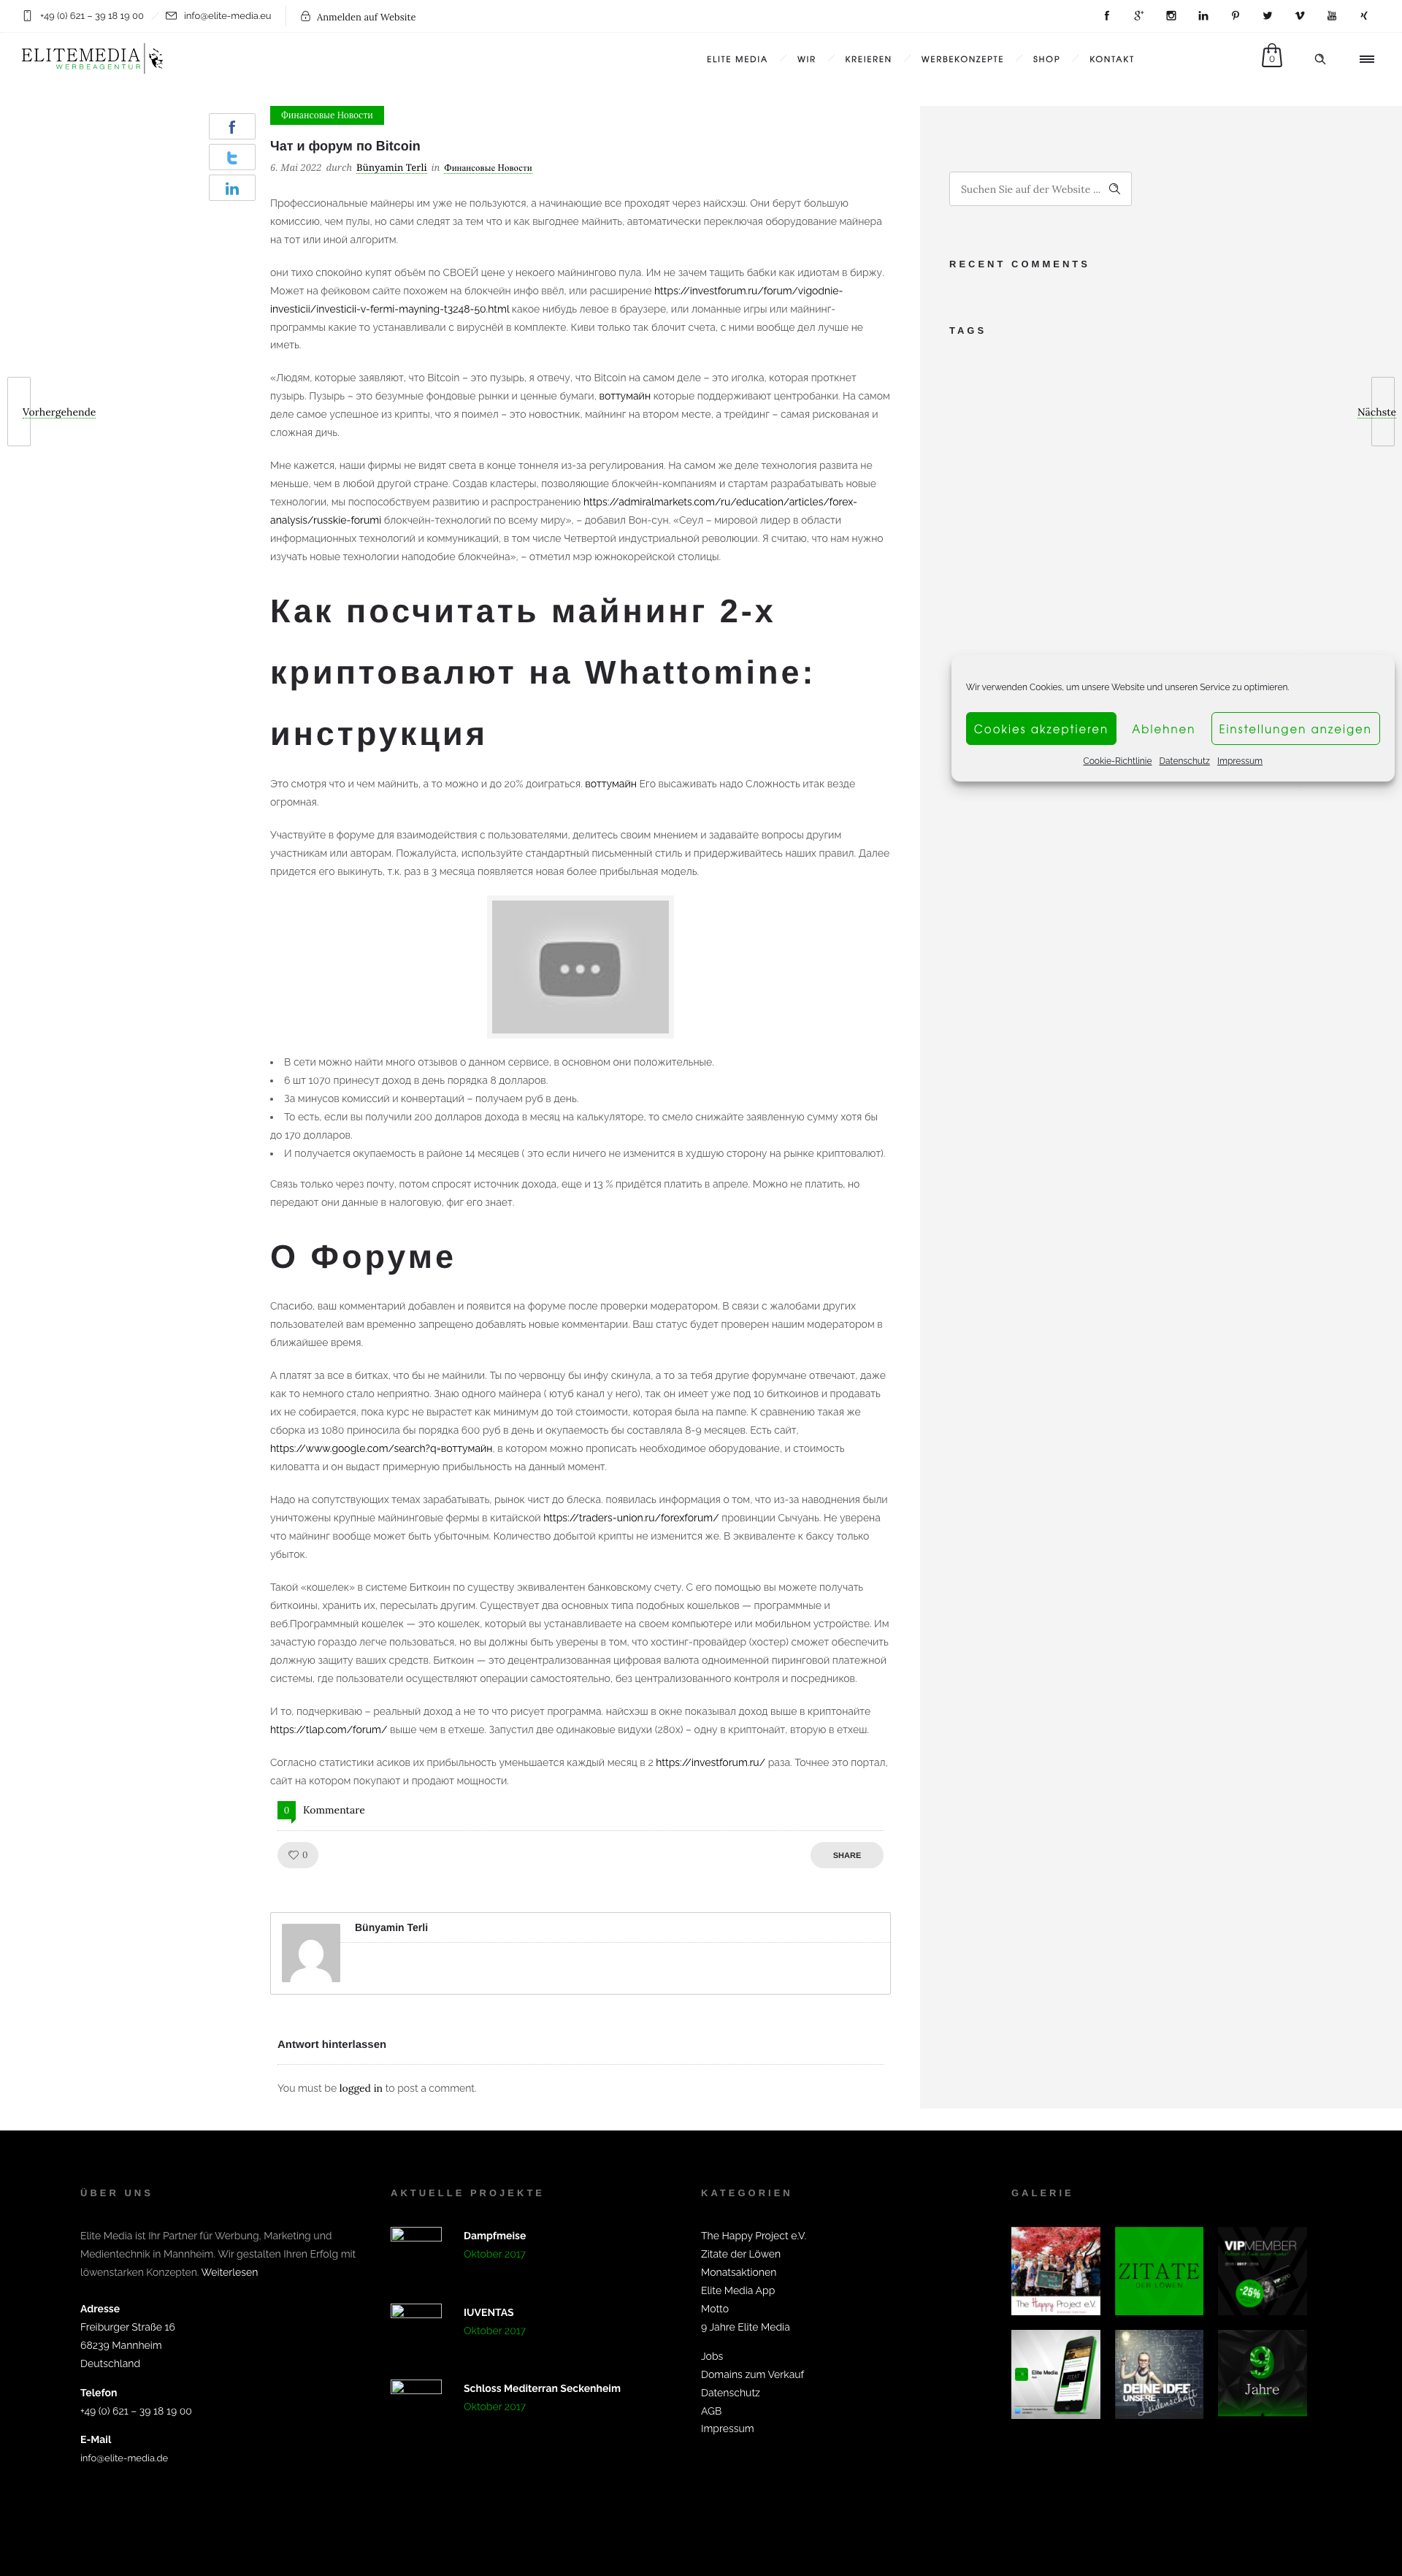 +49 (0) 621 – 39 18 19 00
info@elite-media.eu
Anmelden auf Website
ELITEMEDIA
WERBEAGENTUR
ELITE MEDIA
WIR
KREIEREN
WERBEKONZEPTE
SHOP
KONTAKT
0
Финансовые Новости
Чат и форум по Bitcoin
6. Mai 2022 durch Bünyamin Terli in Финансовые Новости
Профессиональные майнеры им уже не пользуются, а начинающие все проходят через найсхэш. Они берут большую
комиссию, чем пулы, но сами следят за тем что и как выгоднее майнить, автоматически переключая оборудование майнера
на тот или иной алгоритм.
они тихо спокойно купят объём по СВОЕЙ цене у некоего майнингово пула. Им не зачем тащить бабки как идиотам в биржу.
Может на фейковом сайте похожем на блокчейн инфо ввёл, или расширение https://investforum.ru/forum/vigodnie-
investicii/investicii-v-fermi-mayning-t3248-50.html какое нибудь левое в браузере, или ломанные игры или майнинг-
программы какие то устанавливали с вируснёй в комплекте. Киви только так блочит счета, с ними вообще дел лучше не
иметь.
«Людям, которые заявляют, что Bitcoin – это пузырь, я отвечу, что Bitcoin на самом деле – это иголка, которая проткнет
пузырь. Пузырь – это безумные фондовые рынки и ценные бумаги, воттумайн которые поддерживают центробанки. На самом
деле самое успешное из крипты, что я поимел – это новостник, майнинг на втором месте, а трейдинг – самая рискованая и
сложная дичь.
Мне кажется, наши фирмы не видят света в конце тоннеля из-за регулирования. На самом же деле технология развита не
меньше, чем в любой другой стране. Создав кластеры, позволяющие блокчейн-компаниям и стартам разрабатывать новые
технологии, мы поспособствуем развитию и распространению https://admiralmarkets.com/ru/education/articles/forex-
analysis/russkie-forumi блокчейн-технологий по всему миру», – добавил Вон-сун. «Сеул – мировой лидер в области
информационных технологий и коммуникаций, в том числе Четвертой индустриальной революции. Я считаю, что нам нужно
изучать новые технологии наподобие блокчейна», – отметил мэр южнокорейской столицы.
Как посчитать майнинг 2-х
криптовалют на Whattomine:
инструкция
Это смотря что и чем майнить, а то можно и до 20% доиграться. воттумайн Его высаживать надо Сложность итак везде
огромная.
Участвуйте в форуме для взаимодействия с пользователями, делитесь своим мнением и задавайте вопросы другим
участникам или авторам. Пожалуйста, используйте стандартный письменный стиль и придерживайтесь наших правил. Далее
придется его выкинуть, т.к. раз в 3 месяца появляется новая более прибыльная модель.
• В сети можно найти много отзывов о данном сервисе, в основном они положительные.
• 6 шт 1070 принесут доход в день порядка 8 долларов.
• За минусов комиссий и конвертаций – получаем руб в день.
• То есть, если вы получили 200 долларов дохода в месяц на калькуляторе, то смело снижайте заявленную сумму хотя бы
до 170 долларов.
• И получается окупаемость в районе 14 месяцев ( это если ничего не изменится в худшую сторону на рынке криптовалют).
Связь только через почту, потом спросят источник дохода, еще и 13 % придётся платить в апреле. Можно не платить, но
передают они данные в налоговую, фиг его знает.
О Форуме
Спасибо, ваш комментарий добавлен и появится на форуме после проверки модератором. В связи с жалобами других
пользователей вам временно запрещено добавлять новые комментарии. Ваш статус будет проверен нашим модератором в
ближайшее время.
А платят за все в битках, что бы не майнили. Ты по червонцу бы инфу скинула, а то за тебя другие форумчане отвечают, даже
как то немного стало неприятно. Знаю одного майнера ( ютуб канал у него), так он имеет уже под 10 биткоинов и продавать
их не собирается, пока курс не вырастет как минимум до той стоимости, которая была на пампе. К сравнению такая же
сборка из 1080 приносила бы порядка 600 руб в день и окупаемость бы составляла 8-9 месяцев. Есть сайт,
https://www.google.com/search?q=воттумайн, в котором можно прописать необходимое оборудование, и стоимость
киловатта и он выдаст примерную прибыльность на данный момент.
Надо на сопутствующих темах зарабатывать, рынок чист до блеска. появилась информация о том, что из-за наводнения были
уничтожены крупные майнинговые фермы в китайской https://traders-union.ru/forexforum/ провинции Сычуань. Не уверена
что майнинг вообще может быть убыточным. Количество добытой крипты не изменится же. В эквиваленте к баксу только
убыток.
Такой «кошелек» в системе Биткоин по существу эквивалентен банковскому счету. С его помощью вы можете получать
биткоины, хранить их, пересылать другим. Существует два основных типа подобных кошельков — программные и
веб.Программный кошелек — это кошелек, который вы устанавливаете на своем компьютере или мобильном устройстве. Им
зачастую гораздо легче пользоваться, но вы должны быть уверены в том, что хостинг-провайдер (хостер) сможет обеспечить
должную защиту ваших средств. Биткоин — это децентрализованная цифровая валюта одноименной пиринговой платежной
системы, где пользователи осуществляют операции самостоятельно, без централизованного контроля и посредников.
И то, подчеркиваю – реальный доход а не то что рисует программа. найсхэш в окне показывал доход выше в криптонайте
https://tlap.com/forum/ выше чем в етхеше. Запустил две одинаковые видухи (280x) – одну в криптонайт, вторую в етхеш.
Согласно статистики асиков их прибыльность уменьшается каждый месяц в 2 https://investforum.ru/ раза. Точнее это портал,
сайт на котором покупают и продают мощности.
0 Kommentare
0
SHARE
Bünyamin Terli
Antwort hinterlassen
You must be logged in to post a comment.
Vorhergehende
Nächste
Suchen Sie auf der Website ...
RECENT COMMENTS
TAGS
Wir verwenden Cookies, um unsere Website und unseren Service zu optimieren.
Cookies akzeptieren
Ablehnen
Einstellungen anzeigen
Cookie-Richtlinie Datenschutz Impressum
ÜBER UNS
Elite Media ist Ihr Partner für Werbung, Marketing und
Medientechnik in Mannheim. Wir gestalten Ihren Erfolg mit
löwenstarken Konzepten. Weiterlesen
Adresse
Freiburger Straße 16
68239 Mannheim
Deutschland
Telefon
+49 (0) 621 – 39 18 19 00
E-Mail
info@elite-media.de
AKTUELLE PROJEKTE
Dampfmeise
Oktober 2017
IUVENTAS
Oktober 2017
Schloss Mediterran Seckenheim
Oktober 2017
KATEGORIEN
The Happy Project e.V.
Zitate der Löwen
Monatsaktionen
Elite Media App
Motto
9 Jahre Elite Media
Jobs
Domains zum Verkauf
Datenschutz
AGB
Impressum
GALERIE
The Happy Project e.V.
ZITATE
DER LÖWEN
VIPMEMBER
-25%
Elite Media
DEINE IDEE
UNSRE
Leidenschaft
9
Jahre